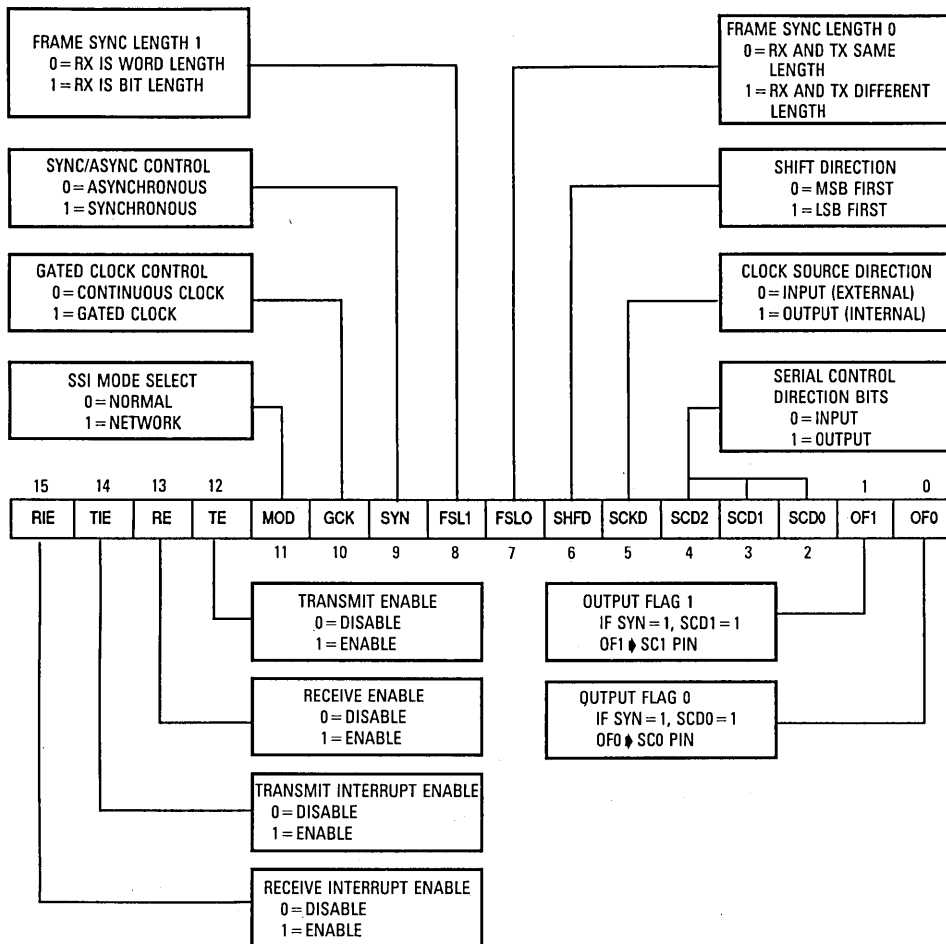 FRAME SYNC LENGTH 1
0=RX IS WORD LENGTH
1=RX IS BIT LENGTH
FRAME SYNC LENGTH 0
0=RX AND TX SAME
LENGTH
1=RX AND TX DIFFERENT
LENGTH
SYNC/ASYNC CONTROL
0=ASYNCHRONOUS
1=SYNCHRONOUS
SHIFT DIRECTION
0=MSB FIRST
1=LSB FIRST
GATED CLOCK CONTROL
0=CONTINUOUS CLOCK
1=GATED CLOCK
CLOCK SOURCE DIRECTION
0=INPUT (EXTERNAL)
1=OUTPUT (INTERNAL)
SSI MODE SELECT
0=NORMAL
1=NETWORK
SERIAL CONTROL
DIRECTION BITS
0=INPUT
1=OUTPUT
15 14 13 12 1 0
RIE TIE RE TE MOD GCK SYN FSL1 FSLO SHFD SCKD SCD2 SCD1 SCD0 OF1 OF0
11 10 9 8 7 6 5 4 3 2
TRANSMIT ENABLE
0=DISABLE
1=ENABLE
OUTPUT FLAG 1
IF SYN=1, SCD1=1
OF1 ➧ SC1 PIN
RECEIVE ENABLE
0=DISABLE
1=ENABLE
OUTPUT FLAG 0
IF SYN=1, SCD0=1
OF0 ➧ SC0 PIN
TRANSMIT INTERRUPT ENABLE
0=DISABLE
1=ENABLE
RECEIVE INTERRUPT ENABLE
0=DISABLE
1=ENABLE